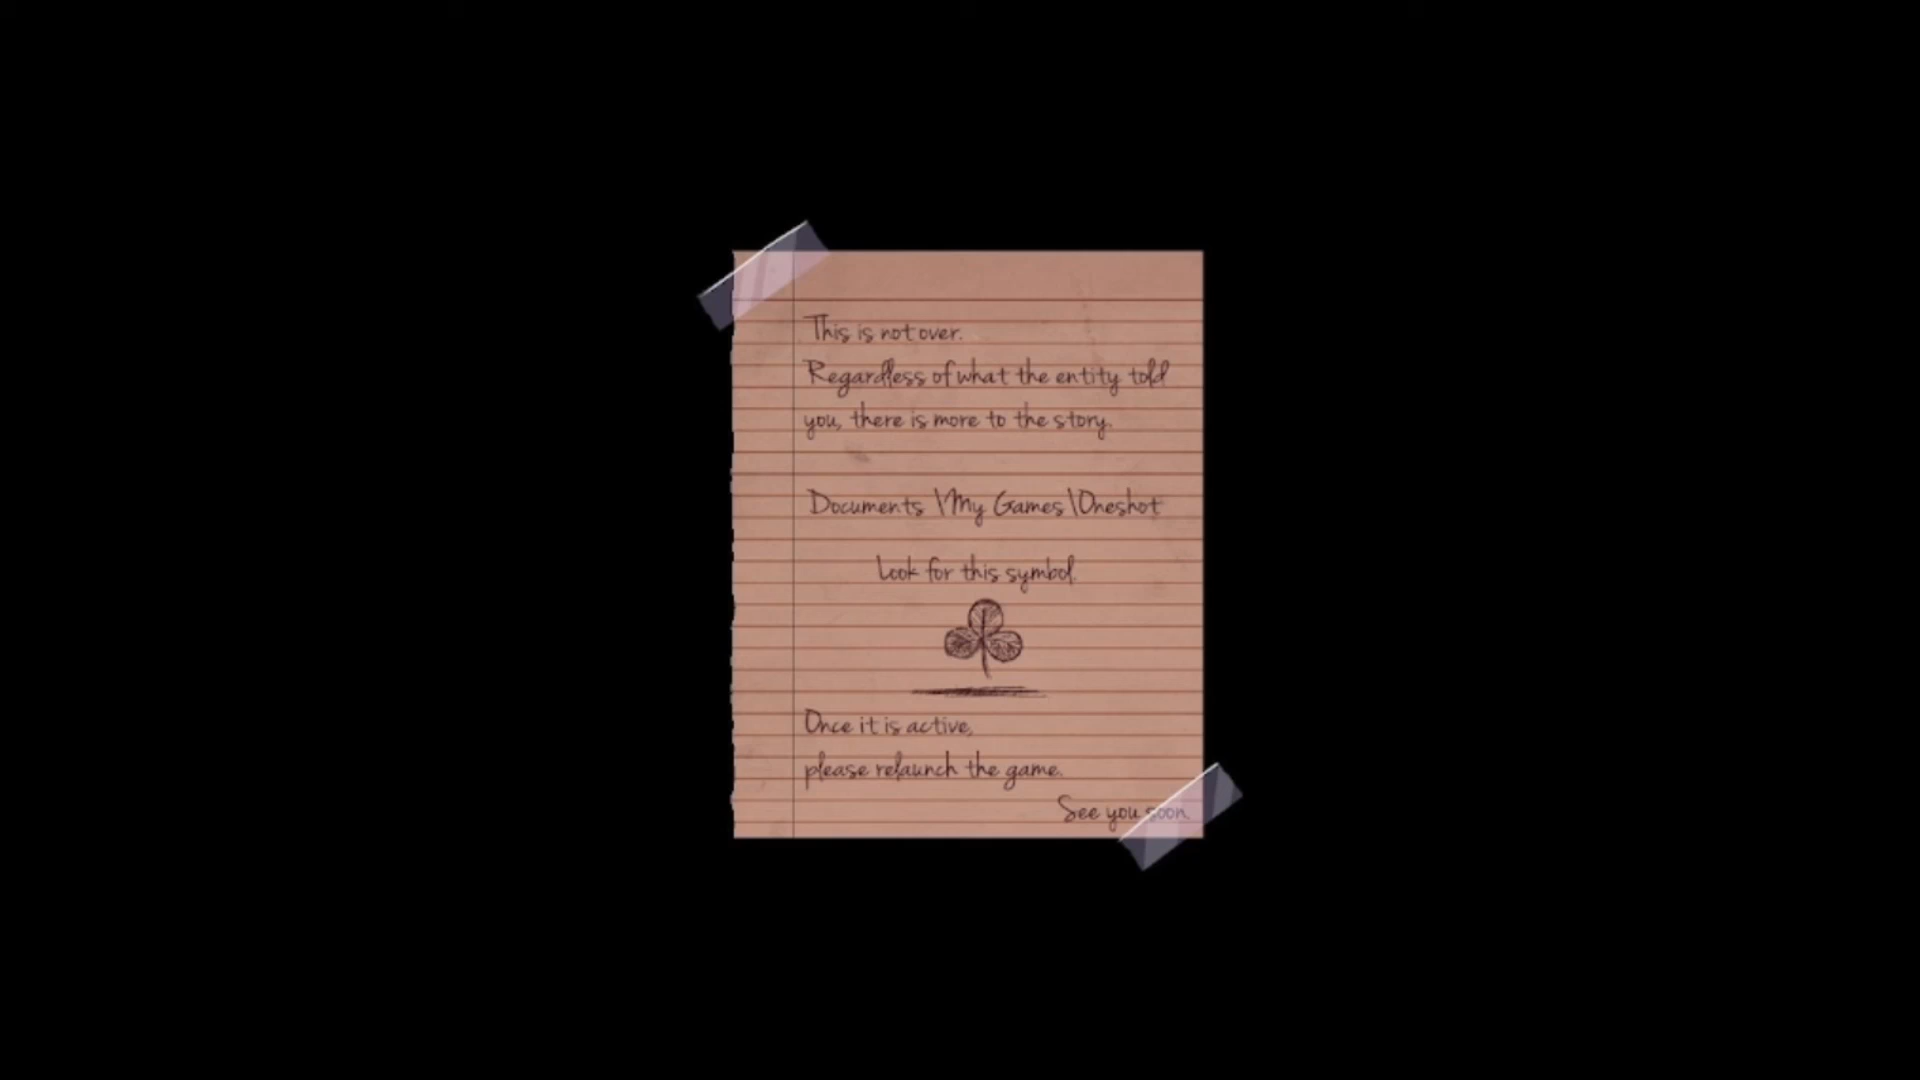 This is not over.
Regardless of what the entity told
you, there is more to the story.
Documents \My Games\Oneshot
Look for this symbol.
Once it is active,
please relaunch the game.
See you soon.